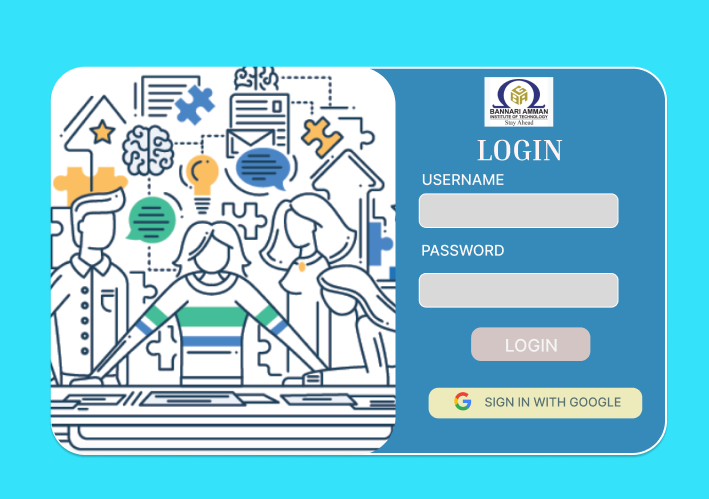 BANNARI AMMAN
INSTITUTE OF TECHNOLOGY
Stay Ahead
LOGIN
USERNAME
PASSWORD
LOGIN
SIGN IN WITH GOOGLE